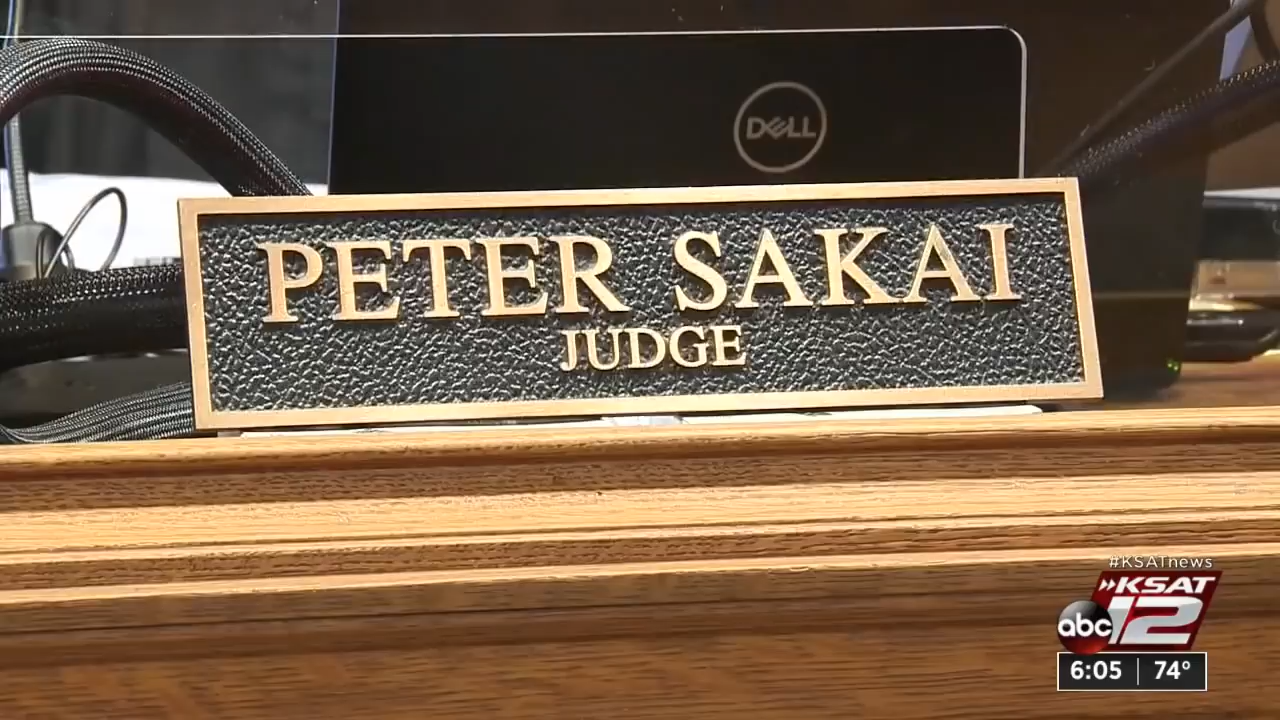 DELL
PETER SAKAI
JUDGE
#KSATnews
KSAT
abc 12
6:05 74°